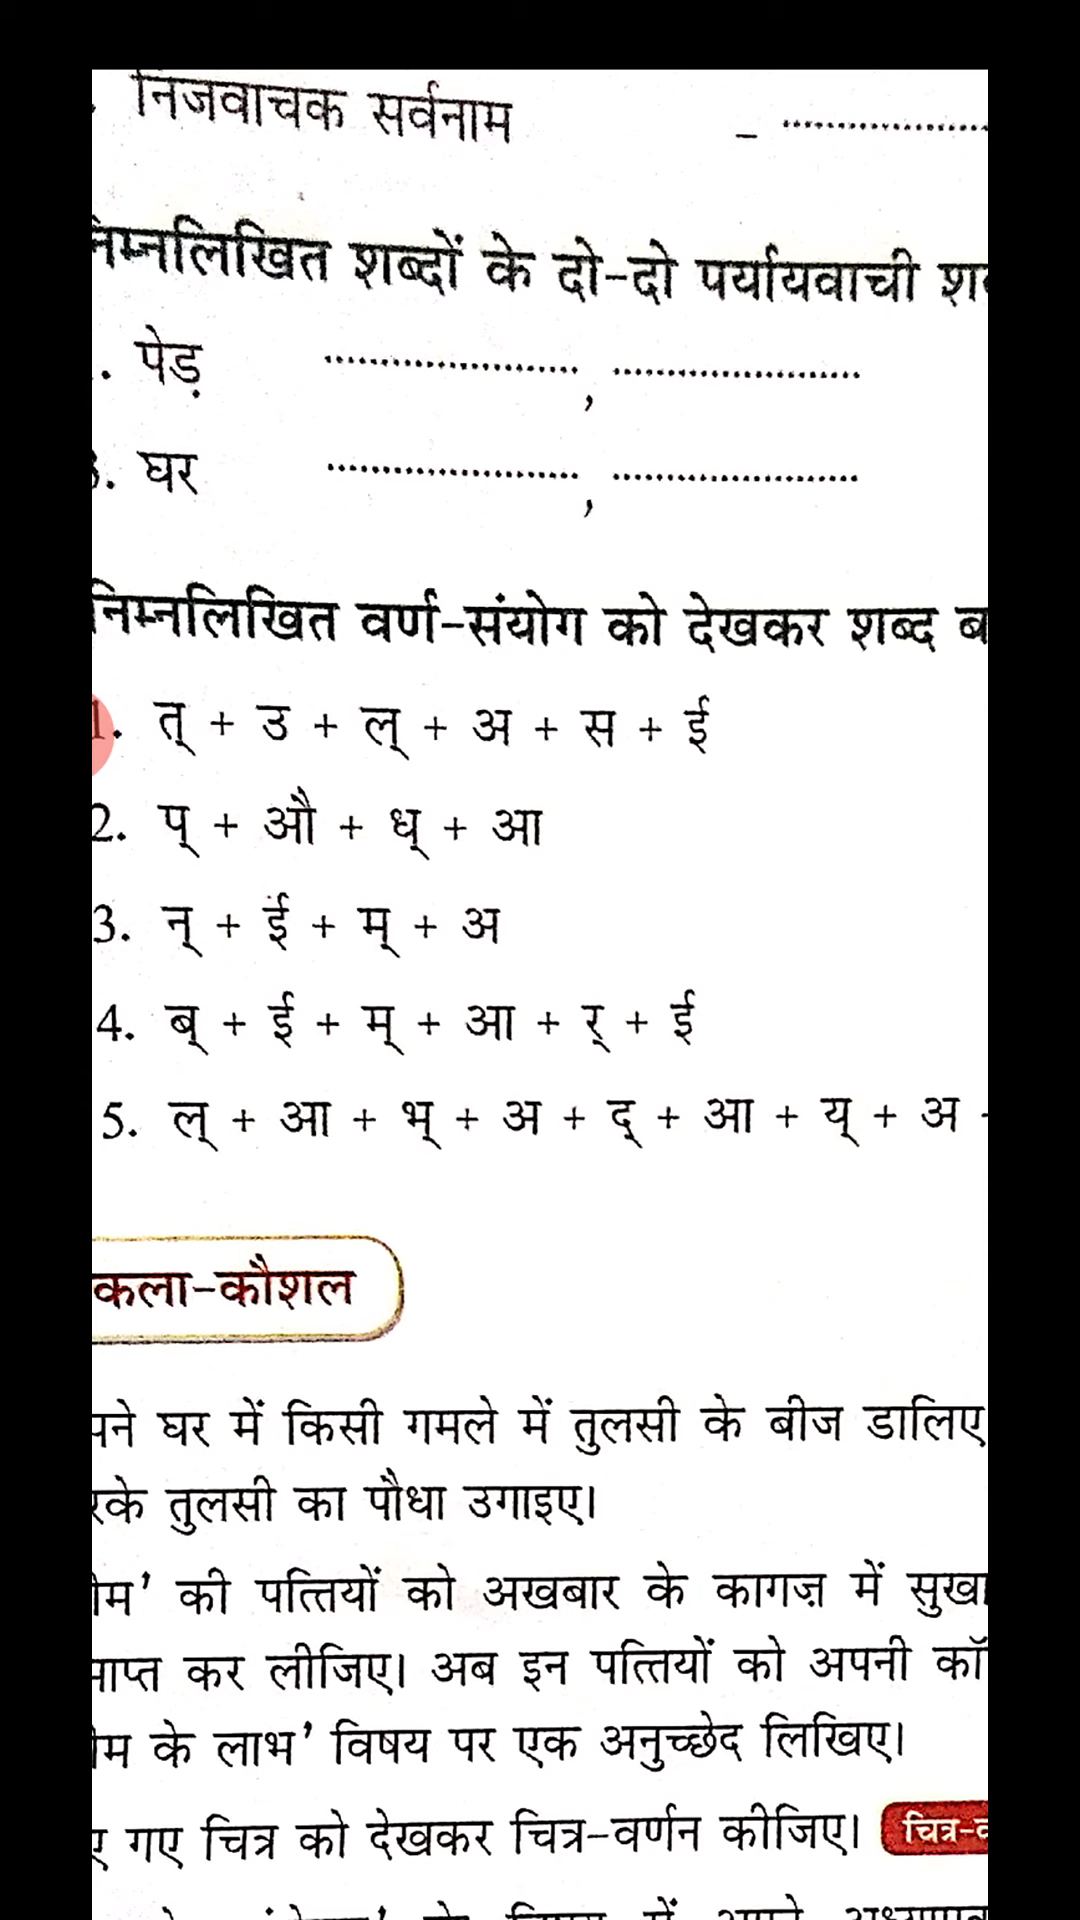 निजवाचक सर्वनाम - ....................
निम्नलिखित शब्दों के दो-दो पर्यायवाची
. पेड़ ........................ , ........................
3. घर ........................ , ........................
निम्नलिखित वर्ण-संयोग को देखकर शब्द
1. त् + उ + ल् + अ + स + ई
2. प् + औ + ध् + आ
3. न् + ई + म् + अ
4. ब् + ई + म् + आ + र् + ई
5. ल् + आ + भ् + अ + द् + आ + य् + अ
कला-कौशल
घर में किसी गमले में तुलसी के बीज डालिए
तुलसी का पौधा उगाइए।
की पत्तियों को अखबार के कागज़ में सुखा
कर लीजिए। अब इन पत्तियों को अपनी
के लाभ' विषय पर एक अनुच्छेद लिखिए।
गए चित्र को देखकर चित्र-वर्णन कीजिए। चित्र-